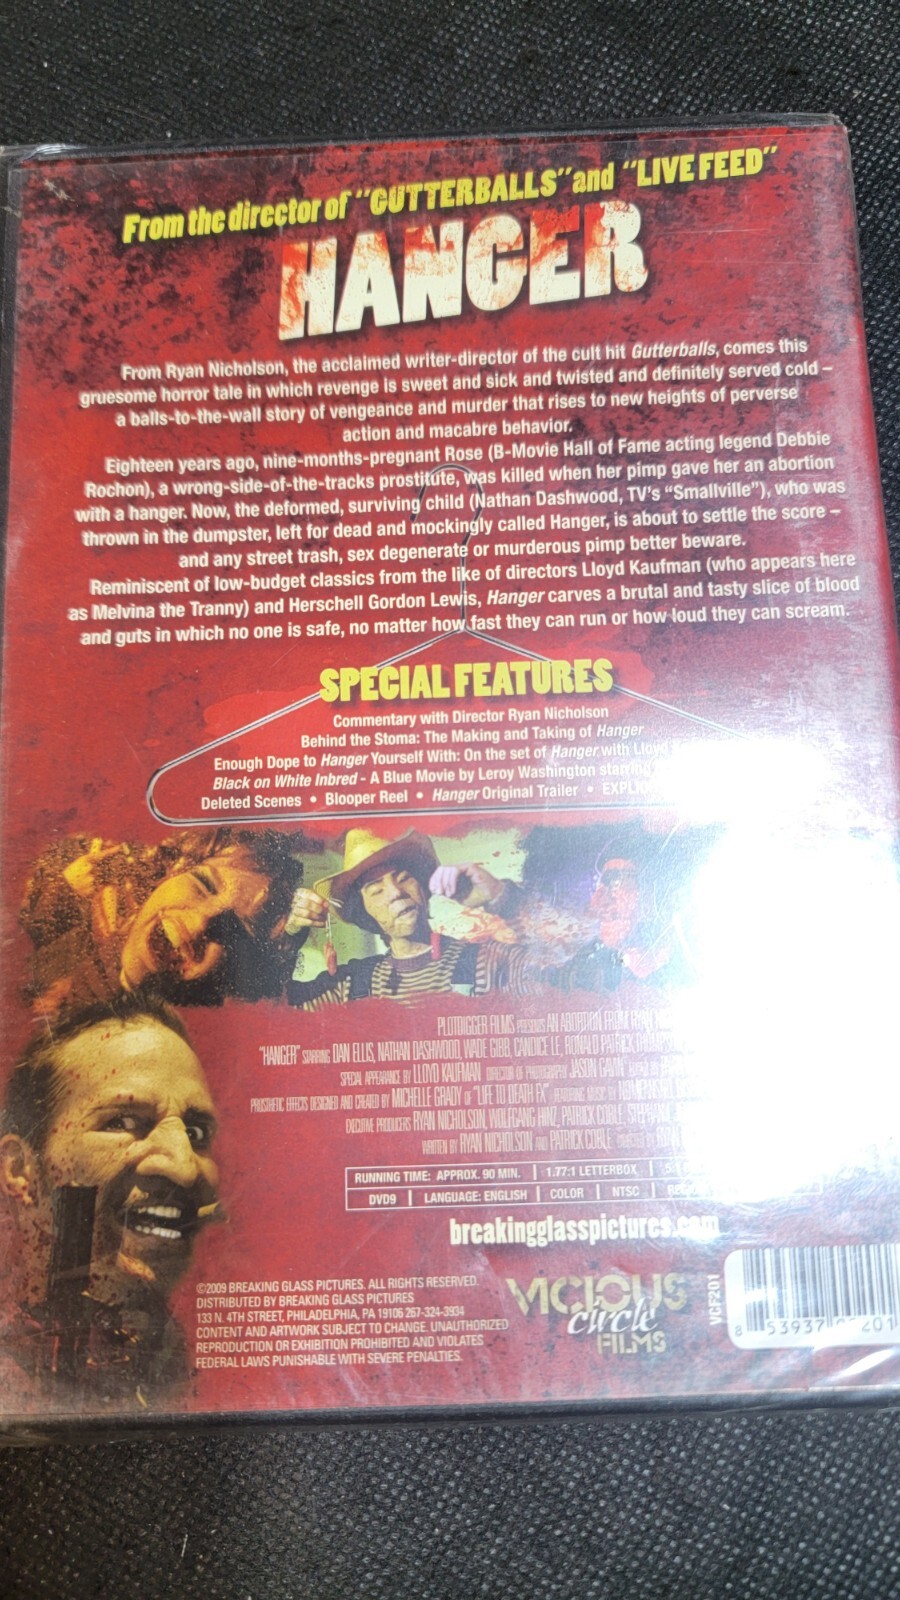 From the director of "GUTTERBALLS" and "LIVE FEED"
HANGER
From Ryan Nicholson, the acclaimed writer-director of the cult hit Gutterballs, comes this
gruesome horror tale in which revenge is sweet and sick and twisted and definitely served cold –
a balls-to-the-wall story of vengeance and murder that rises to new heights of perverse
action and macabre behavior.
Eighteen years ago, nine-months-pregnant Rose (B-Movie Hall of Fame acting legend Debbie
Rochon), a wrong-side-of-the-tracks prostitute, was killed when her pimp gave her an abortion
with a hanger. Now, the deformed, surviving child (Nathan Dashwood, TV's "Smallville"), who was
thrown in the dumpster, left for dead and mockingly called Hanger, is about to settle the score –
and any street trash, sex degenerate or murderous pimp better beware.
Reminiscent of low-budget classics from the like of directors Lloyd Kaufman (who appears here
as Melvina the Tranny) and Herschell Gordon Lewis, Hanger carves a brutal and tasty slice of blood
and guts in which no one is safe, no matter how fast they can run or how loud they can scream.
SPECIAL FEATURES
Commentary with Director Ryan Nicholson
Behind the Stoma: The Making and Taking of Hanger
Enough Dope to Hanger Yourself With: On the set of Hanger with Lloyd
Black on White Inbred - A Blue Movie by Leroy Washington starring
Deleted Scenes • Blooper Reel • Hanger Original Trailer •
PLOTDIGGER FILMS PRESENTS AN ABORTION FROM RYAN
"HANGER" STARRING DAN ELLIS, NATHAN DASHWOOD, WADE GIBB, CANDICE LE, RONALD PATRICK
SPECIAL APPEARANCE BY LLOYD KAUFMAN DIRECTOR OF PHOTOGRAPHY JASON GAVIN
PROSTHETIC EFFECTS DESIGNED AND CREATED BY MICHELLE GRADY OF "LIFE TO DEATH FX" FEATURING MUSIC BY
EXECUTIVE PRODUCERS RYAN NICHOLSON, WOLFGANG HINZ, PATRICK COBLE,
WRITTEN BY RYAN NICHOLSON AND PATRICK COBLE DIRECTED BY
RUNNING TIME: APPROX. 90 MIN. | 1.77:1 LETTERBOX |
DVD9 | LANGUAGE: ENGLISH | COLOR | NTSC |
breakingglasspictures.com
©2009 BREAKING GLASS PICTURES. ALL RIGHTS RESERVED.
DISTRIBUTED BY BREAKING GLASS PICTURES
133 N. 4TH STREET, PHILADELPHIA, PA 19106 267-324-3934
CONTENT AND ARTWORK SUBJECT TO CHANGE. UNAUTHORIZED
REPRODUCTION OR EXHIBITION PROHIBITED AND VIOLATES
FEDERAL LAWS PUNISHABLE WITH SEVERE PENALTIES.
VICIOUS
circle
FILMS
VCF201
8 53937